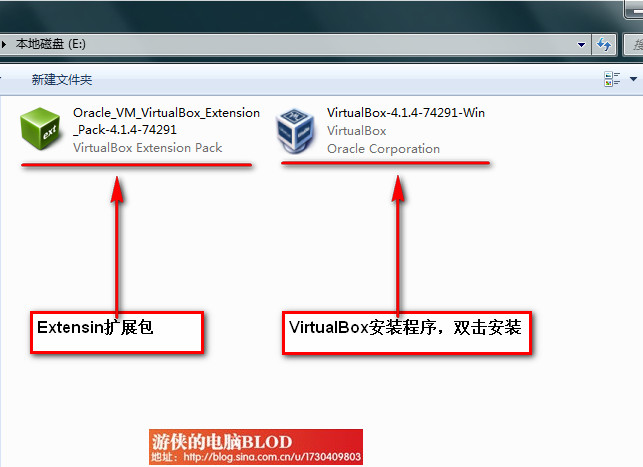 本地磁盘 (E:)
新建文件夹
Oracle_VM_VirtualBox_Extension
_Pack-4.1.4-74291
VirtualBox Extension Pack
VirtualBox-4.1.4-74291-Win
VirtualBox
Oracle Corporation
ext
Extensin扩展包
VirtualBox安装程序，双击安装
游侠的电脑BLOD
地址：http://blog.sina.com.cn/u/1730409803